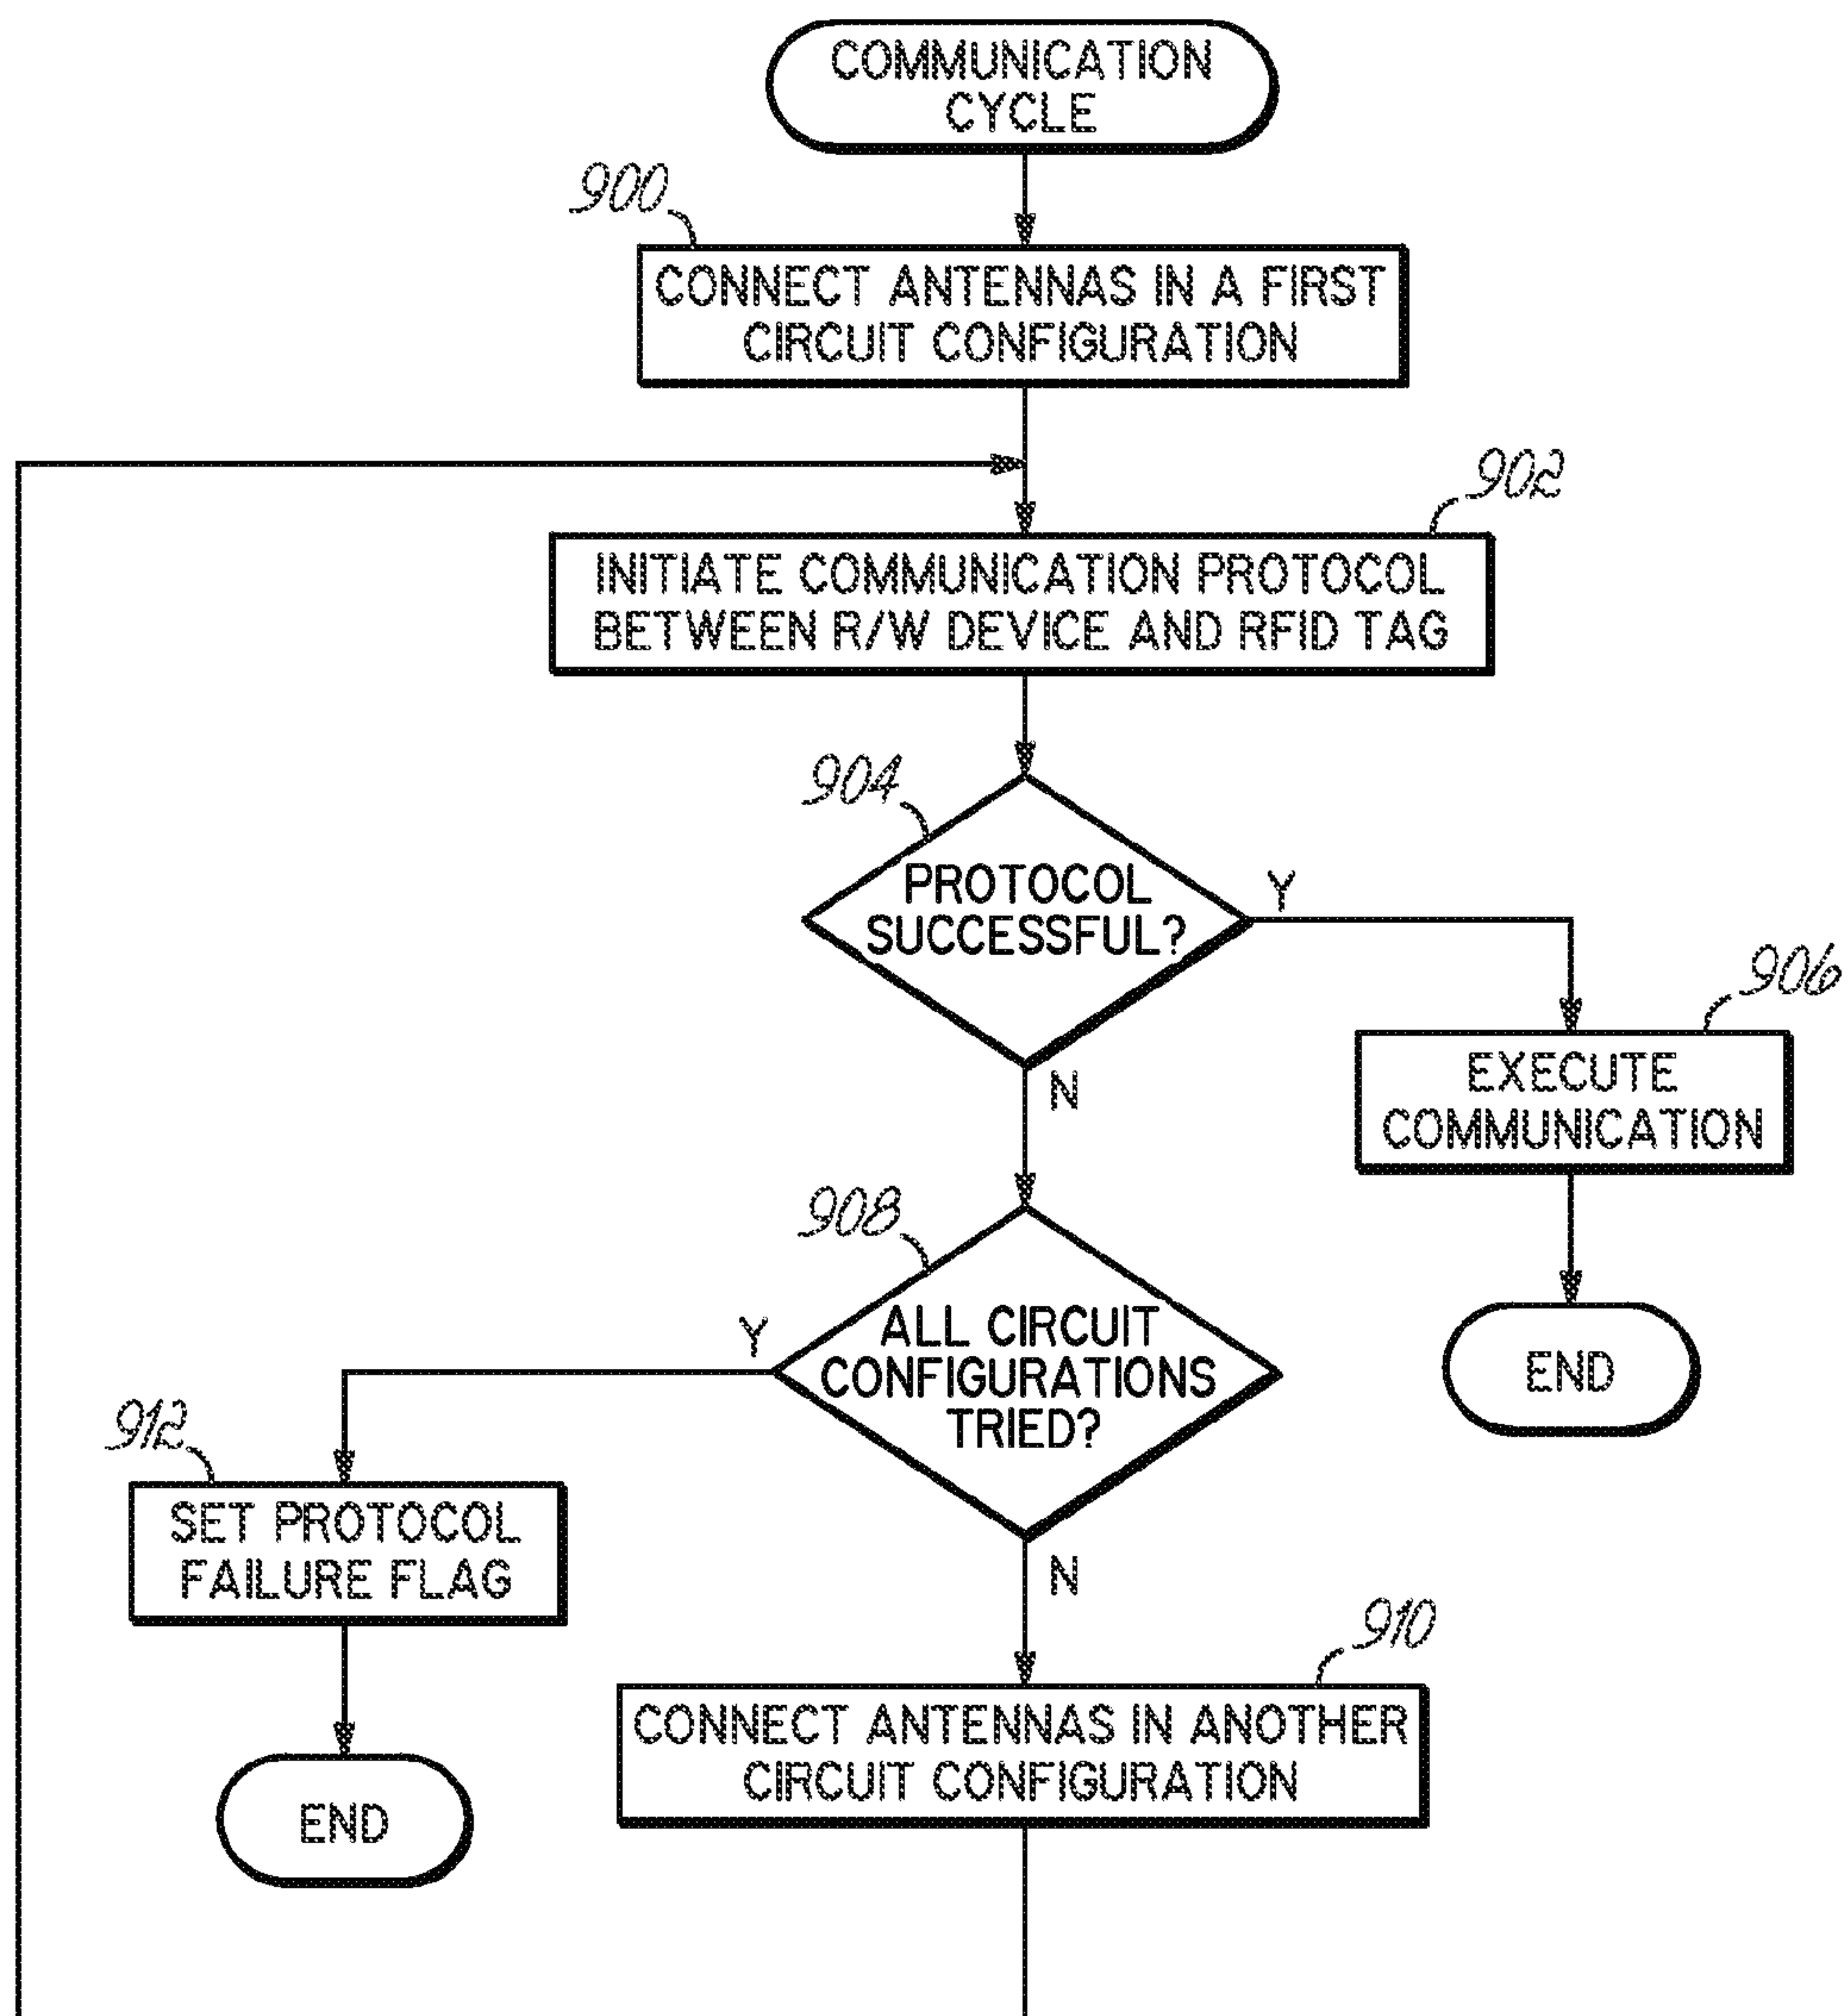 COMMUNICATION
CYCLE
900
CONNECT ANTENNAS IN A FIRST
CIRCUIT CONFIGURATION
902
INITIATE COMMUNICATION PROTOCOL
BETWEEN R/W DEVICE AND RFID TAG
904
PROTOCOL
SUCCESSFUL?
Y
N
906
EXECUTE
COMMUNICATION
END
908
ALL CIRCUIT
CONFIGURATIONS
TRIED?
Y
N
912
SET PROTOCOL
FAILURE FLAG
END
910
CONNECT ANTENNAS IN ANOTHER
CIRCUIT CONFIGURATION